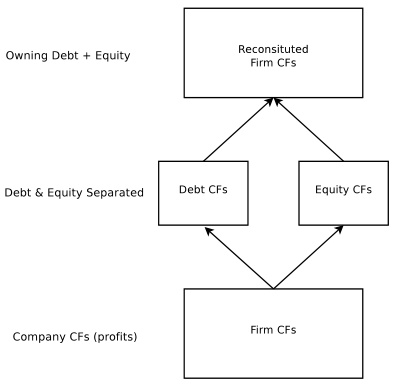 Owning Debt + Equity
Reconsituted
Firm CFs
Debt & Equity Separated
Debt CFs
Equity CFs
Company CFs (profits)
Firm CFs